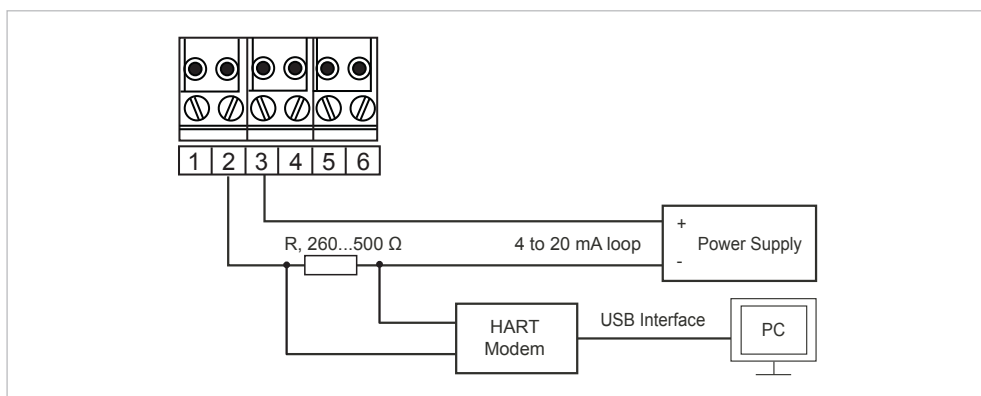 1 2 3 4 5 6
+
R, 260...500 Ω
4 to 20 mA loop
-
Power Supply
HART
Modem
USB Interface
PC